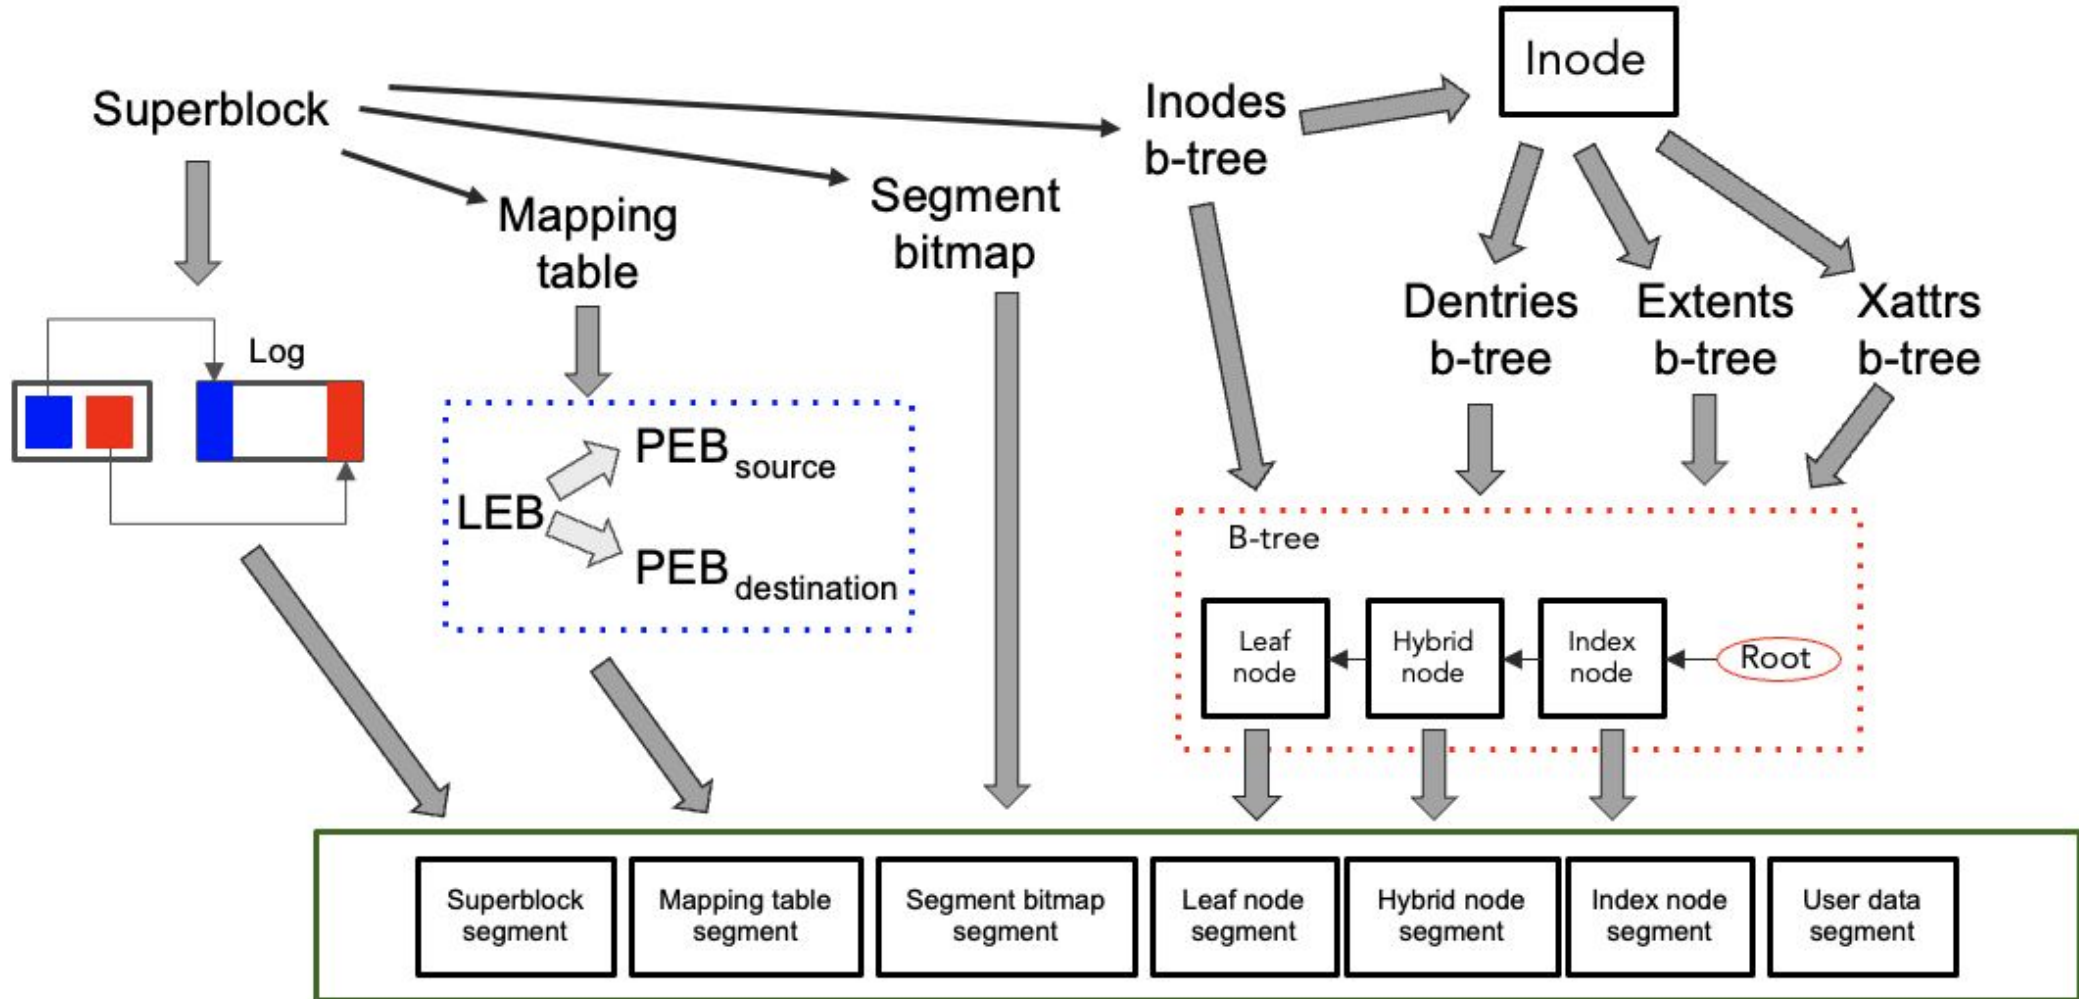 Inode
Superblock
Inodes
b-tree
Mapping
table
Segment
bitmap
Dentries
b-tree
Extents
b-tree
Xattrs
b-tree
Log
PEB source
LEB
PEB destination
B-tree
Leaf
node
Hybrid
node
Index
node
Root
Superblock
segment
Mapping table
segment
Segment bitmap
segment
Leaf node
segment
Hybrid node
segment
Index node
segment
User data
segment